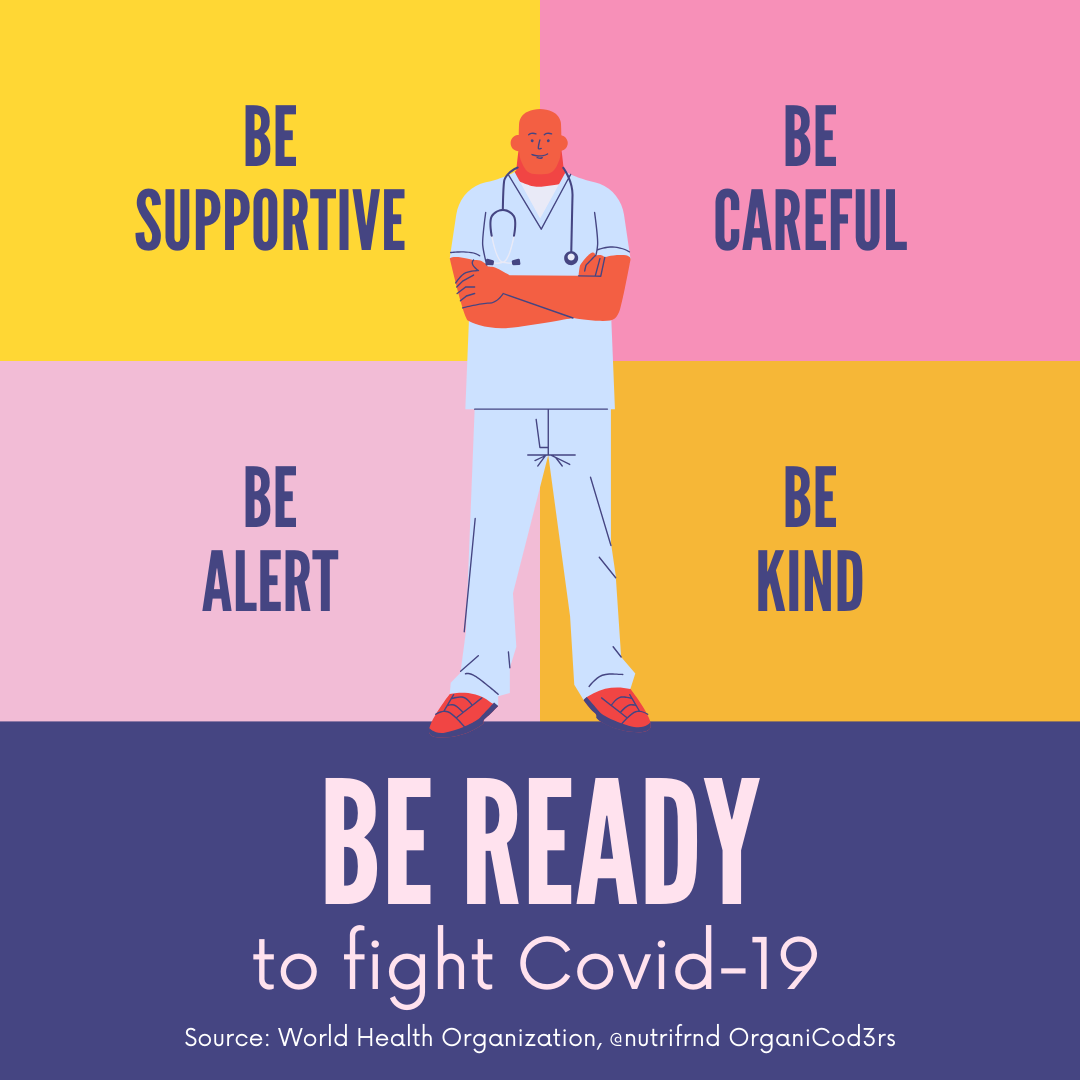 BE
SUPPORTIVE
BE
CAREFUL
BE
ALERT
BE
KIND
BE READY
to fight Covid-19
Source: World Health Organization, @nutrifrnd OrganiCod3rs